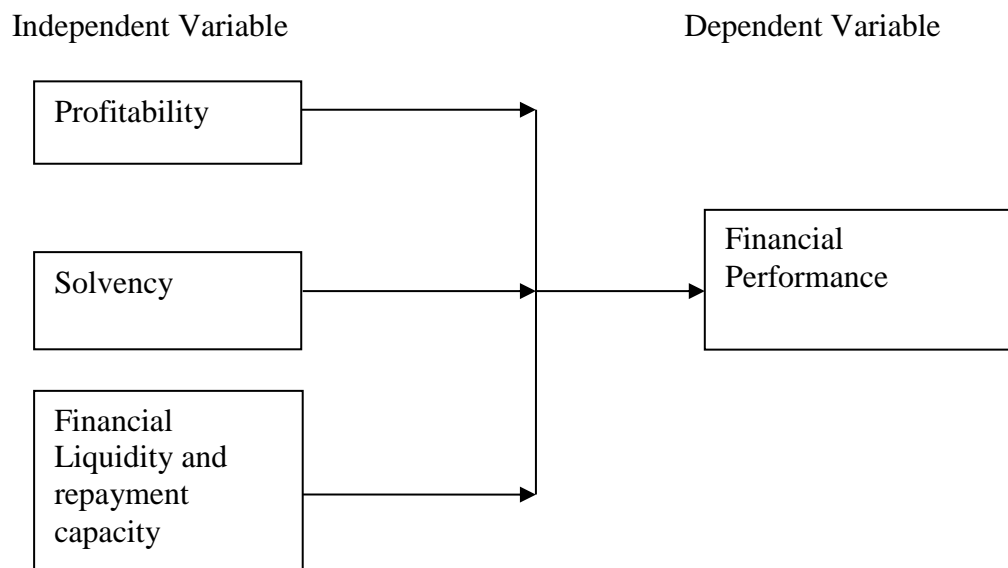 Independent Variable
Dependent Variable
Profitability
Solvency
Financial
Liquidity and
repayment
capacity
Financial
Performance